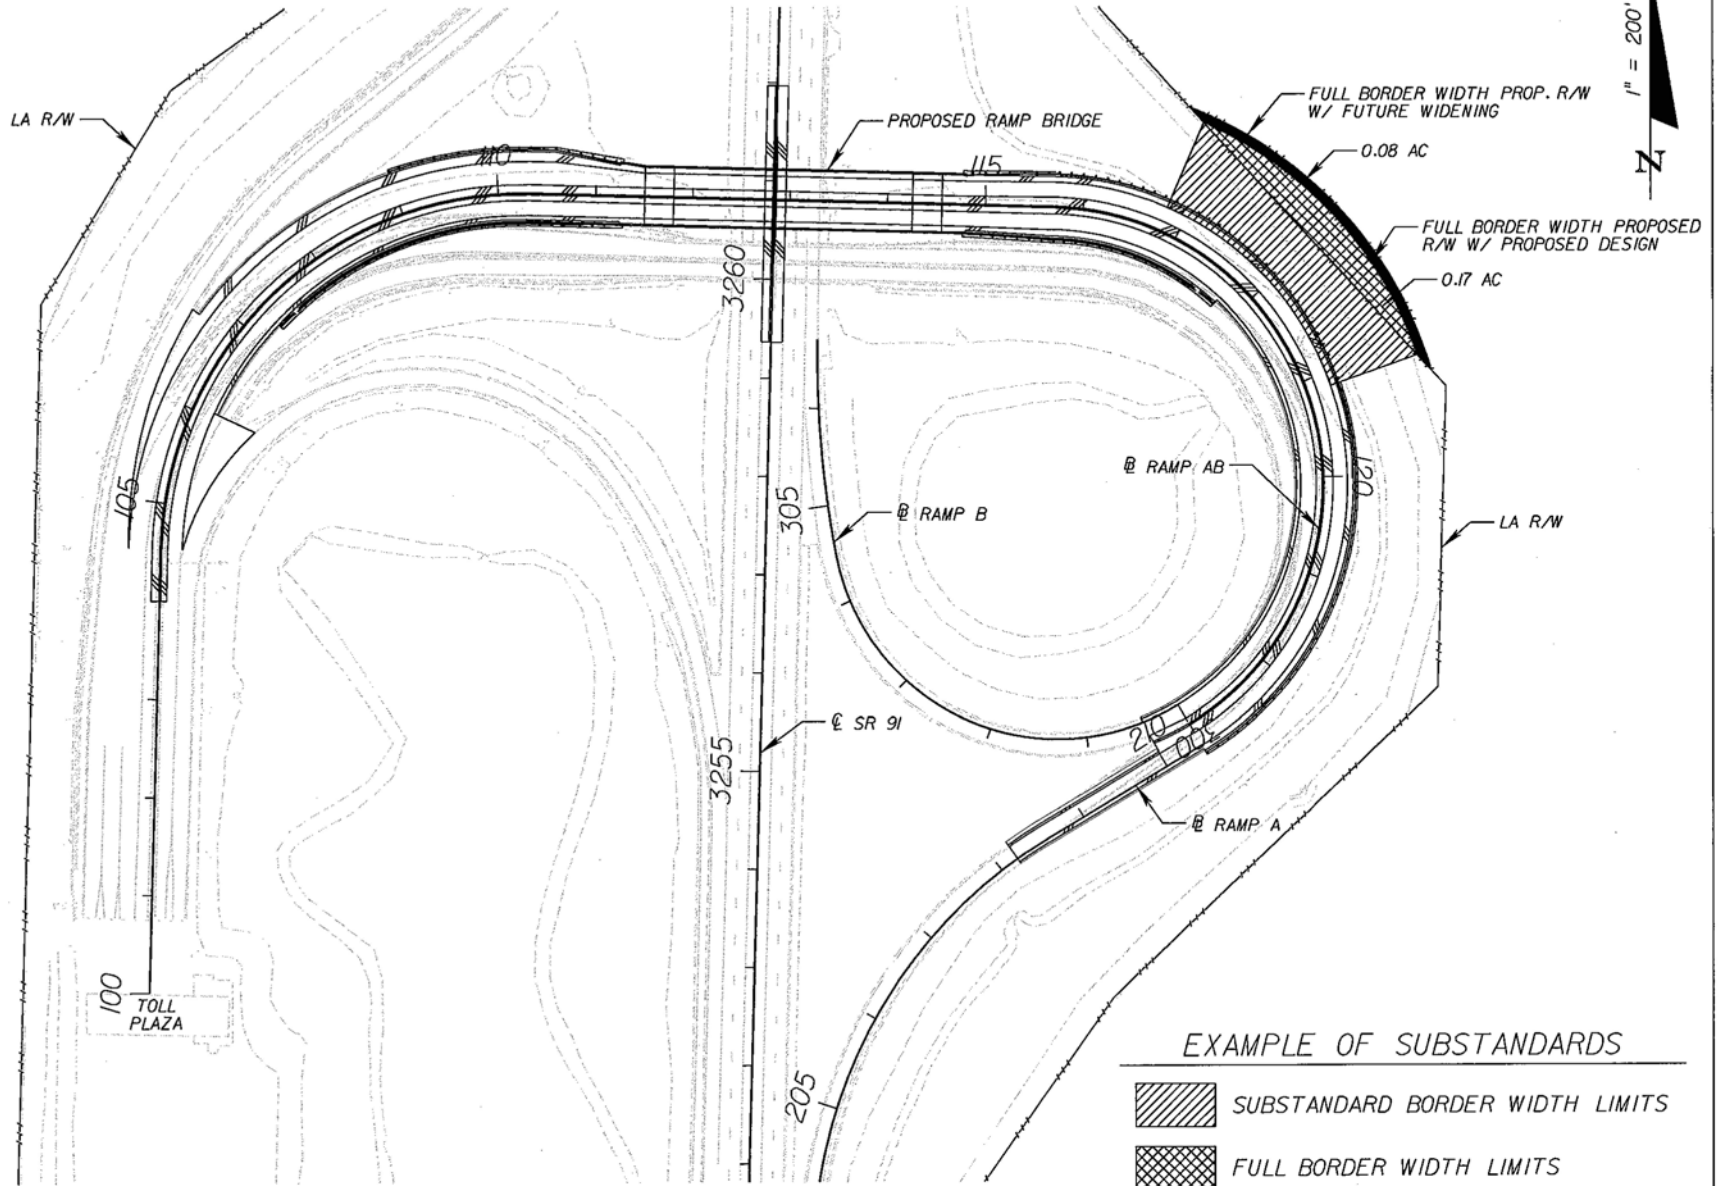 1" = 200'
N
FULL BORDER WIDTH PROP. R/W
W/ FUTURE WIDENING
LA R/W
PROPOSED RAMP BRIDGE
0.08 AC
110
115
FULL BORDER WIDTH PROPOSED
R/W W/ PROPOSED DESIGN
3260
0.17 AC
℄ RAMP AB
120
105
305
RAMP B
LA R/W
℄ SR 91
210
300
3255
RAMP A
100
TOLL
PLAZA
205
EXAMPLE OF SUBSTANDARDS
SUBSTANDARD BORDER WIDTH LIMITS
FULL BORDER WIDTH LIMITS